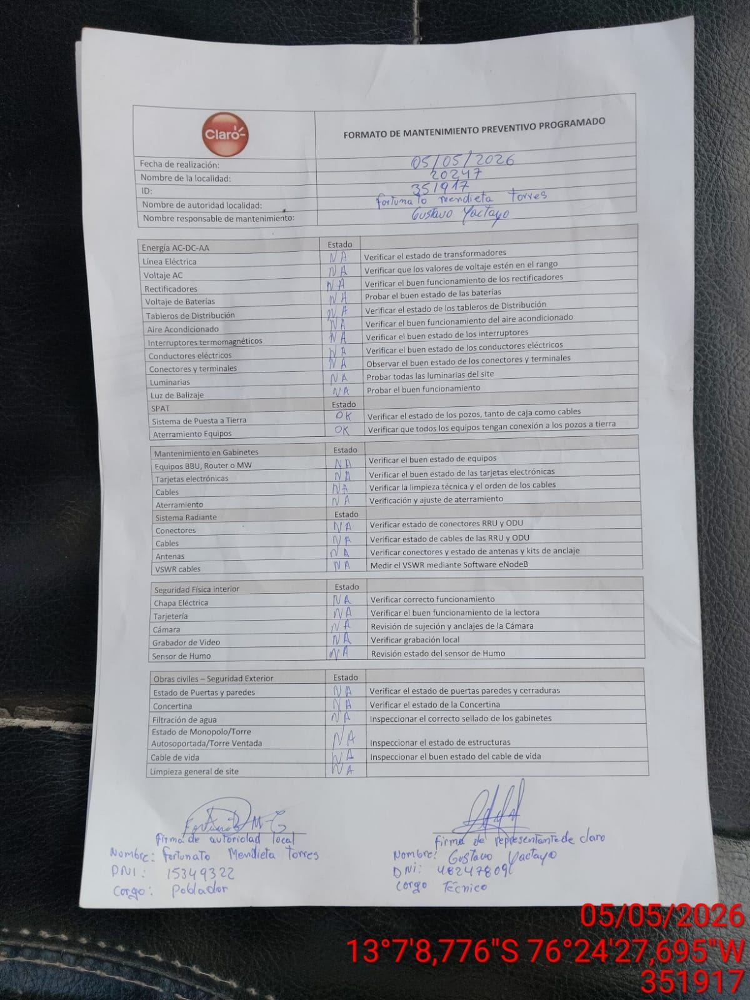 Claro
FORMATO DE MANTENIMIENTO PREVENTIVO PROGRAMADO
Fecha de realización: 05/05/2026
Nombre de la localidad: 20247
ID: 351917
Nombre de autoridad localidad: fortunato mendieta torres
Nombre responsable de mantenimiento: Gustavo Yactayo
Energía AC-DC-AA Estado
Línea Eléctrica NA Verificar el estado de transformadores
Voltaje AC NA Verificar que los valores de voltaje estén en el rango
Rectificadores NA Verificar el buen funcionamiento de los rectificadores
Voltaje de Baterías NA Probar el buen estado de las baterías
Tableros de Distribución NA Verificar el estado de los tableros de Distribución
Aire Acondicionado NA Verificar el buen funcionamiento del aire acondicionado
Interruptores termomagnéticos NA Verificar el buen estado de los interruptores
Conductores eléctricos NA Verificar el buen estado de los conductores eléctricos
Conectores y terminales NA Observar el buen estado de los conectores y terminales
Luminarias NA Probar todas las luminarias del site
Luz de Balizaje NA Probar el buen funcionamiento
SPAT Estado
Sistema de Puesta a Tierra OK Verificar el estado de los pozos, tanto de caja como cables
Aterramiento Equipos OK Verificar que todos los equipos tengan conexión a los pozos a tierra
Mantenimiento en Gabinetes Estado
Equipos BBU, Router o MW NA Verificar el buen estado de equipos
Tarjetas electrónicas NA Verificar el buen estado de las tarjetas electrónicas
Cables NA Verificar la limpieza técnica y el orden de los cables
Aterramiento NA Verificación y ajuste de aterramiento
Sistema Radiante Estado
Conectores NA Verificar estado de conectores RRU y ODU
Cables NA Verificar estado de cables de las RRU y ODU
Antenas NA Verificar conectores y estado de antenas y kits de anclaje
VSWR cables NA Medir el VSWR mediante Software eNodeB
Seguridad Física interior Estado
Chapa Eléctrica NA Verificar correcto funcionamiento
Tarjetería NA Verificar el buen funcionamiento de la lectora
Cámara NA Revisión de sujeción y anclajes de la Cámara
Grabador de Video NA Verificar grabación local
Sensor de Humo NA Revisión estado del sensor de Humo
Obras civiles – Seguridad Exterior Estado
Estado de Puertas y paredes NA Verificar el estado de puertas paredes y cerraduras
Concertina NA Verificar el estado de la Concertina
Filtración de agua NA Inspeccionar el correcto sellado de los gabinetes
Estado de Monopolo/Torre
Autosoportada/Torre Ventada NA Inspeccionar el estado de estructuras
Cable de vida NA Inspeccionar el buen estado del cable de vida
Limpieza general de site NA
Firma de autoridad local
Nombre: fortunato Mendieta torres
DNI: 15349322
Cargo: Poblador
Firma de representante de claro
Nombre: Gustavo Yactayo
DNi: 48247809
Corgo Técnico
05/05/2026
13°7'8,776"S 76°24'27,695"W
351917